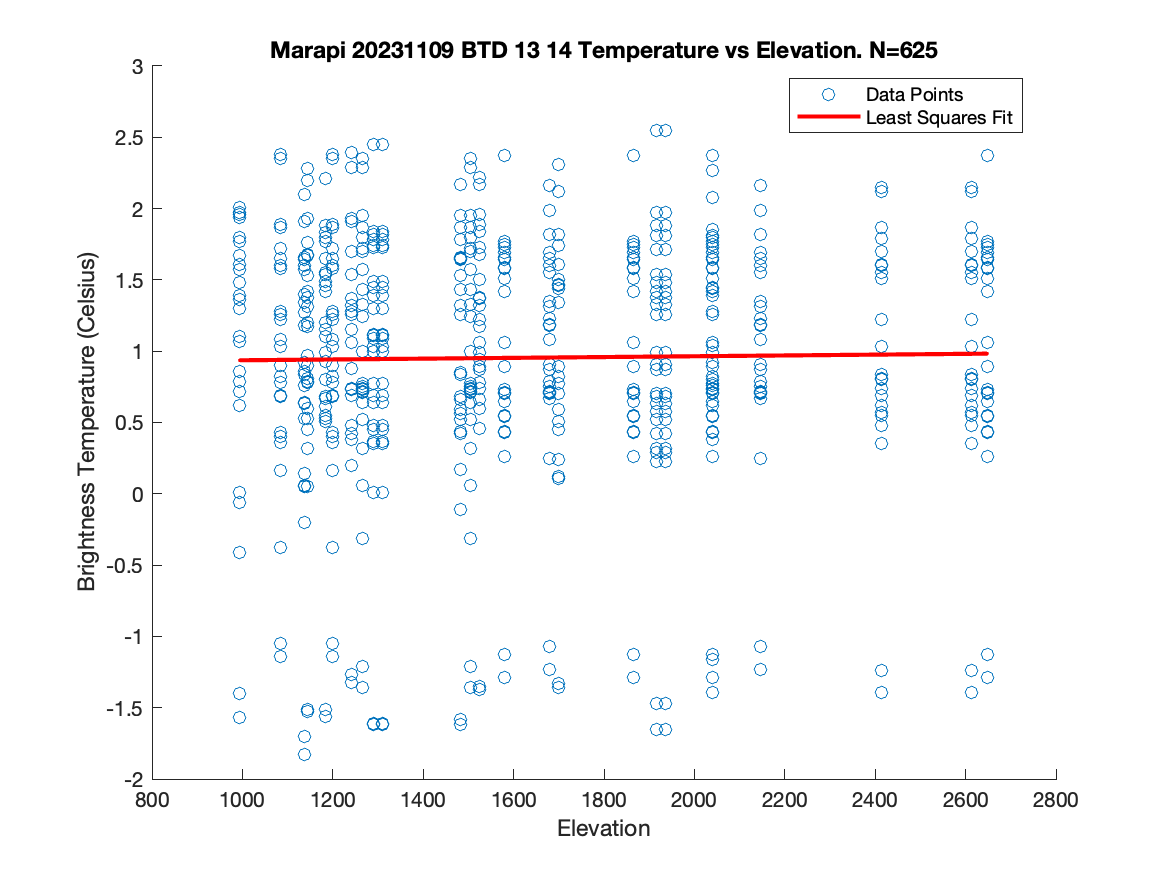 Marapi 20231109 BTD 13 14 Temperature vs Elevation. N=625
Data Points
Least Squares Fit
Brightness Temperature (Celsius)
3
2.5
2
1.5
1
0.5
0
-0.5
-1
-1.5
-2
800 1000 1200 1400 1600 1800 2000 2200 2400 2600 2800
Elevation